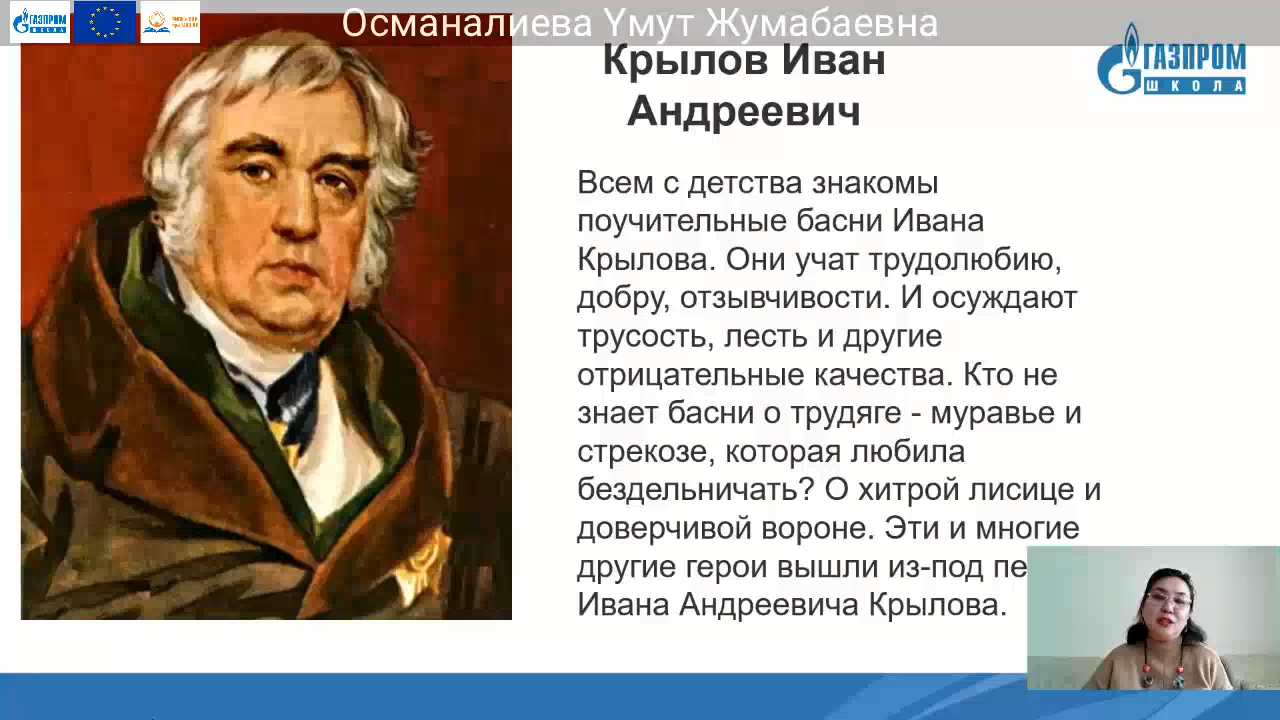 Османалиева Үмут Жумабаевна
ГАЗПРОМ
ШКОЛА
ГАЗПРОМ
ШКОЛА
Крылов Иван
Андреевич
Всем с детства знакомы
поучительные басни Ивана
Крылова. Они учат трудолюбию,
добру, отзывчивости. И осуждают
трусость, лесть и другие
отрицательные качества. Кто не
знает басни о трудяге - муравье и
стрекозе, которая любила
бездельничать? О хитрой лисице и
доверчивой вороне. Эти и многие
другие герои вышли из-под пе
Ивана Андреевича Крылова.